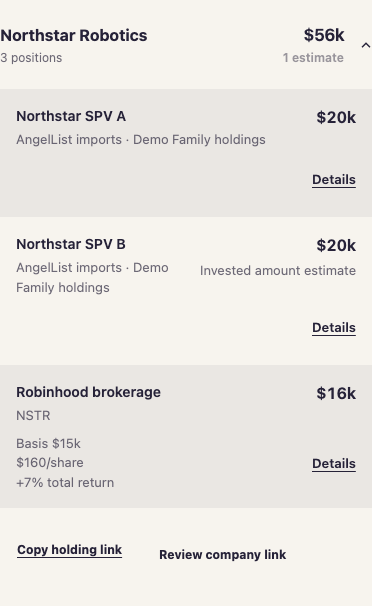 Northstar Robotics $56k
3 positions 1 estimate
Northstar SPV A $20k
AngelList imports · Demo Family holdings
Details
Northstar SPV B $20k
AngelList imports · Demo Invested amount estimate
Family holdings
Details
Robinhood brokerage $16k
NSTR
Basis $15k
$160/share Details
+7% total return
Copy holding link Review company link